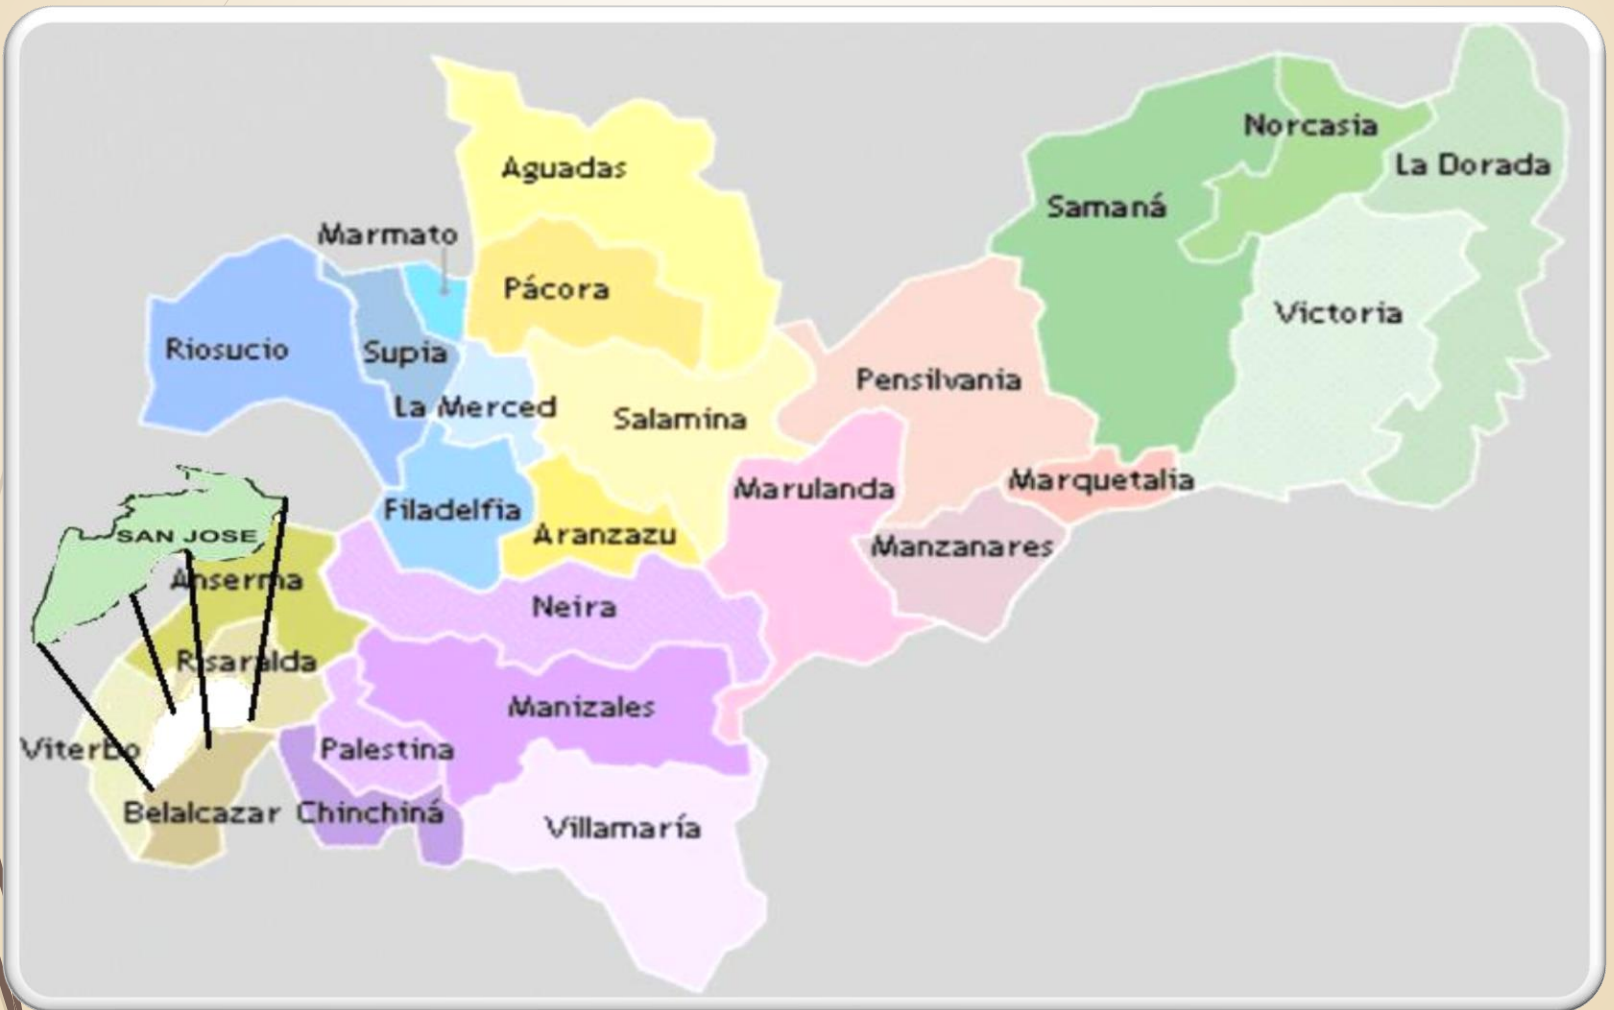 Norcasia
La Dorada
Aguadas
Samaná
Marmato
Pácora
Victoria
Riosucio
Supia
Pensilvania
La Merced
Salamina
Marquetalia
Marulanda
Filadelfia
Aranzazu
SAN JOSE
Manzanares
Anserma
Neira
Risaralda
Manizales
Viterbo
Palestina
Belalcazar
Chinchiná
Villamaría